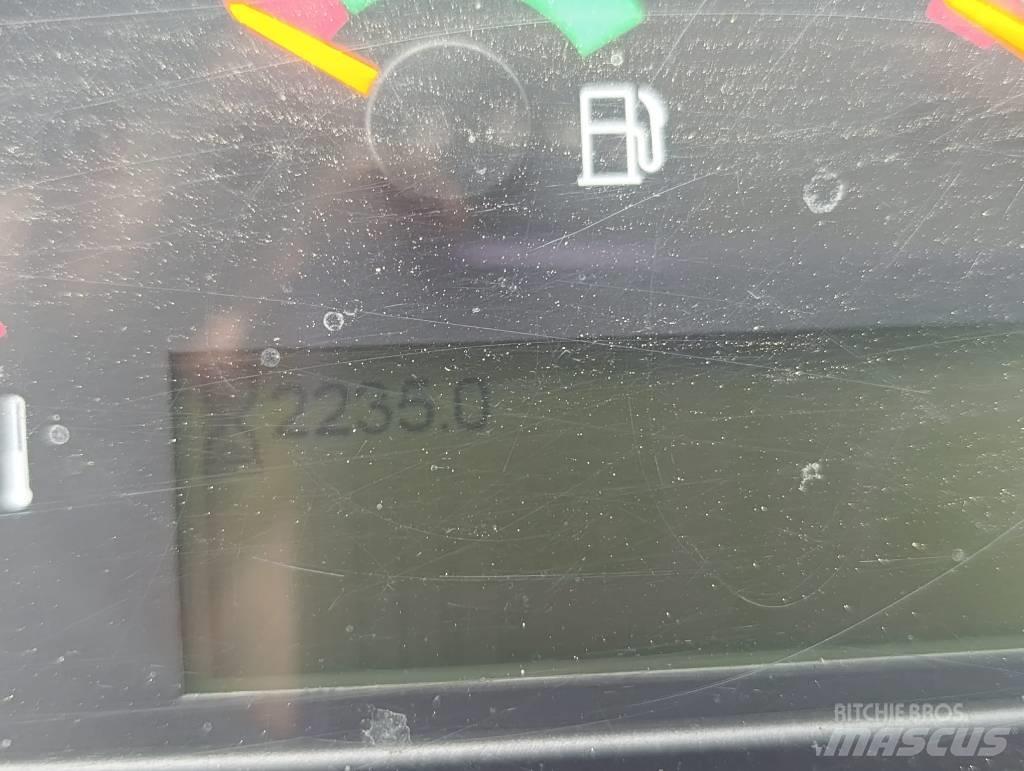 2235.0
RITCHIE BROS.
MASCUS